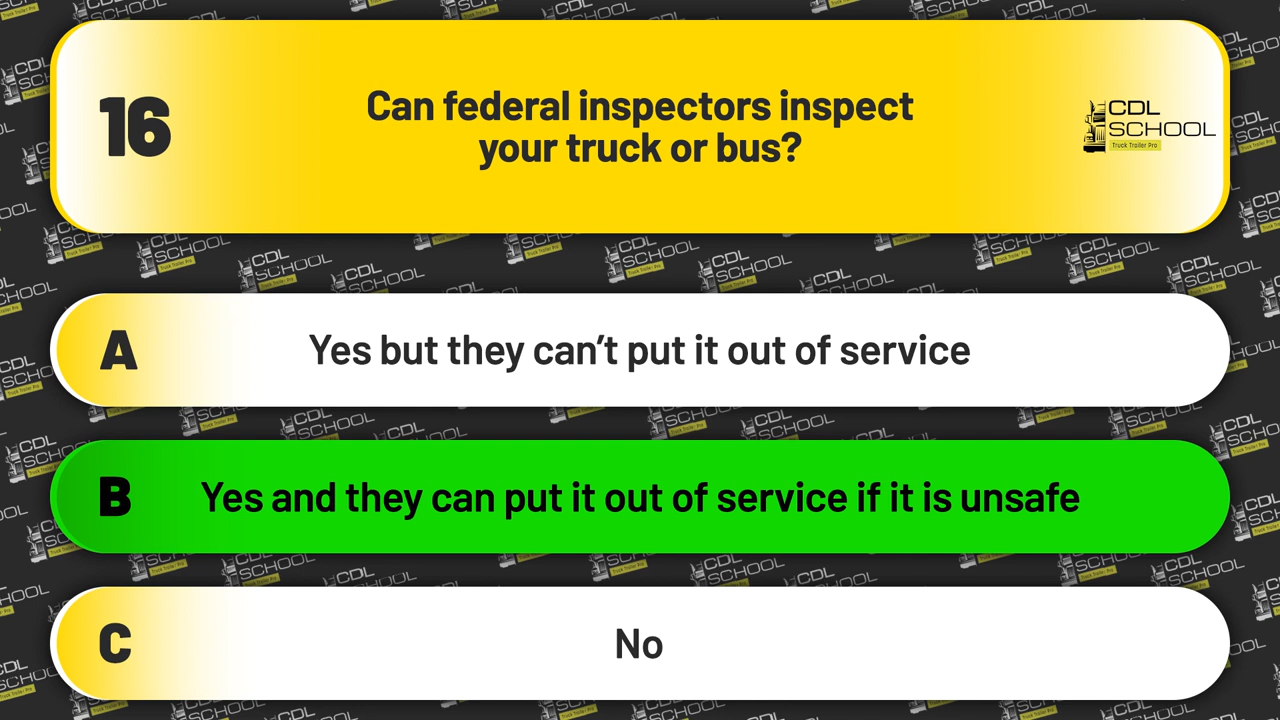 16
Can federal inspectors inspect
your truck or bus?
CDL
SCHOOL
Truck Trailer Pro
A
Yes but they can't put it out of service
B
Yes and they can put it out of service if it is unsafe
C
No